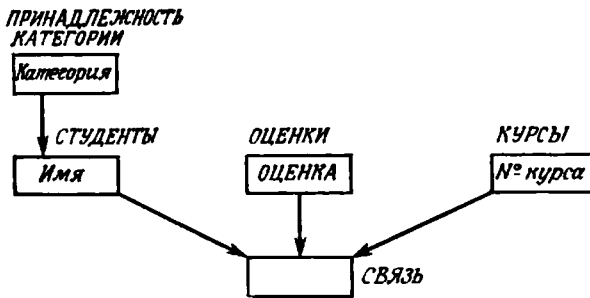 ПРИНАДЛЕЖНОСТЬ
КАТЕГОРИИ
Категория
СТУДЕНТЫ
ОЦЕНКИ
КУРСЫ
Имя
ОЦЕНКА
№ курса
СВЯЗЬ